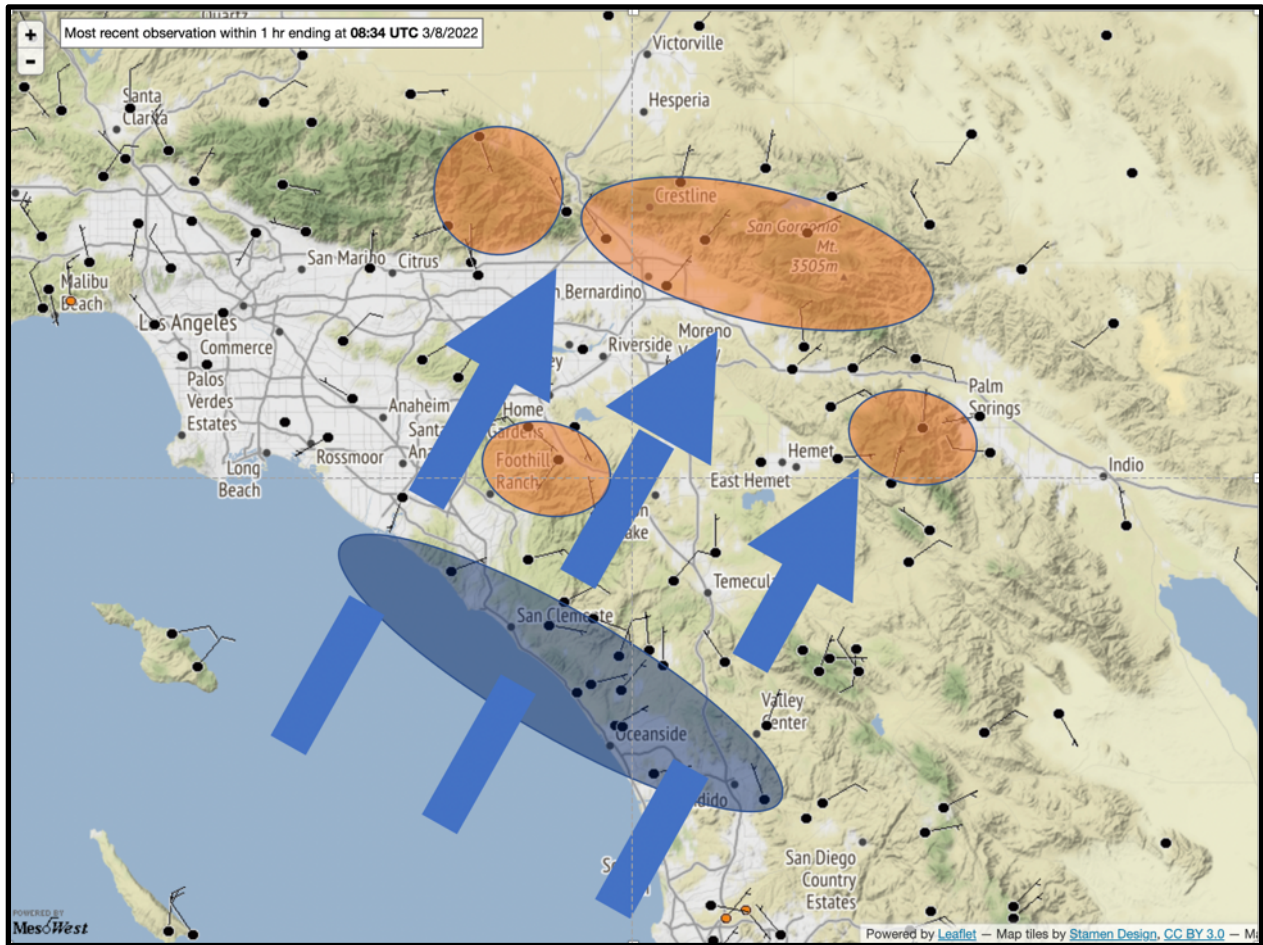 Quartz
+
-
Most recent observation within 1 hr ending at 08:34 UTC 3/8/2022
Victorville
Hesperia
Santa
Clarita
Crestline
San Gorgonio
Mt.
3505m
San Marino
Citrus
Malibu
Beach
Bernardino
Los Angeles
Commerce
Riverside
Moreno
Palos
Verdes
Estates
Anaheim
Santa
Home
Gardens
Palm
Springs
Rossmoor
Foothill
Ranch
Hemet
Long
Beach
East Hemet
Indio
Temecula
San Clemente
Valley
Center
Oceanside
San Diego
Country
Estates
POWERED BY
MesoWest
Powered by Leaflet — Map tiles by Stamen Design, CC BY 3.0 — Ma